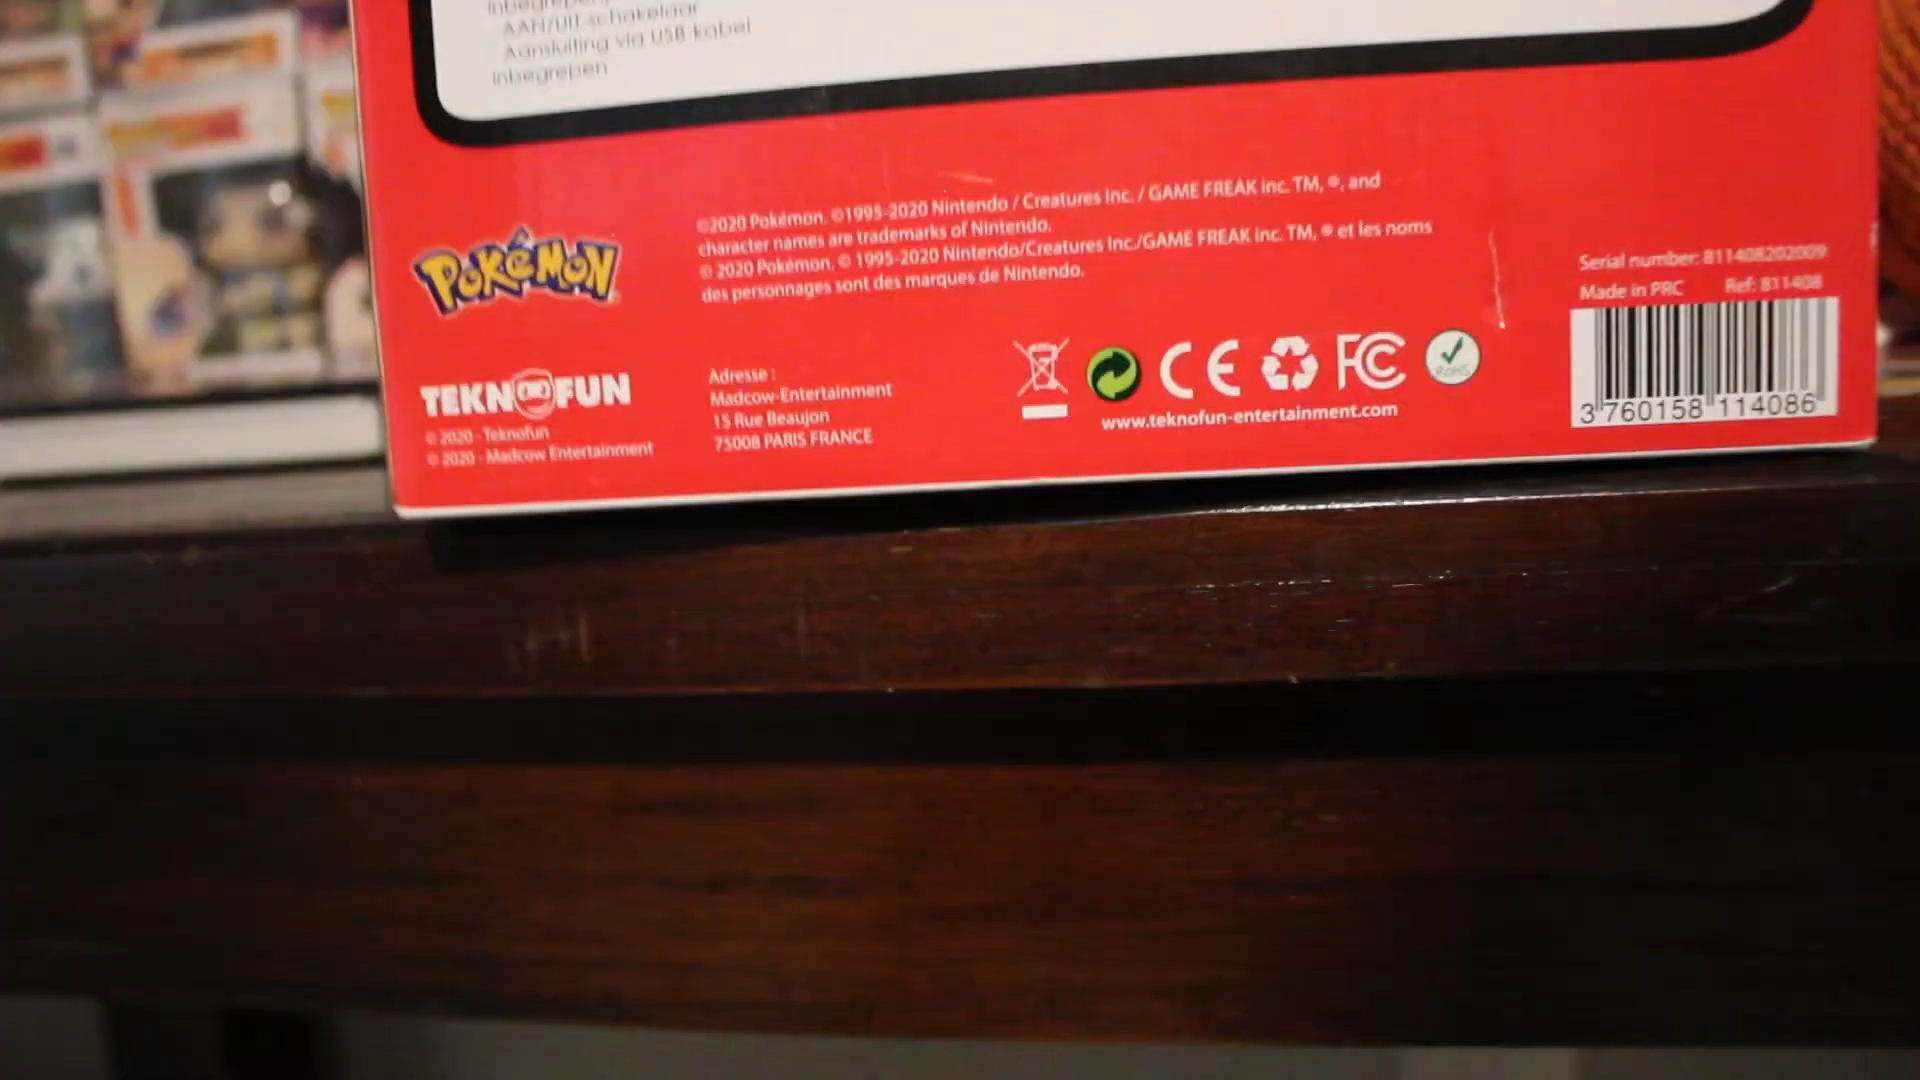 inbegrepen
AAN/UIT-schakelaar
Aansluiting via USB-kabel
inbegrepen
POKéMON
©2020 Pokémon. ©1995-2020 Nintendo / Creatures Inc. / GAME FREAK inc. TM, ®, and
character names are trademarks of Nintendo.
© 2020 Pokémon. © 1995-2020 Nintendo/Creatures Inc./GAME FREAK inc. TM, ® et les noms
des personnages sont des marques de Nintendo.
TEKNOFUN
© 2020 - Teknofun
© 2020 - Madcow Entertainment
Adresse :
Madcow-Entertainment
15 Rue Beaujon
75008 PARIS FRANCE
CE
FC
RoHS
www.teknofun-entertainment.com
Serial number: 811408202009
Made in PRC Ref: 811408
3 760158 114086